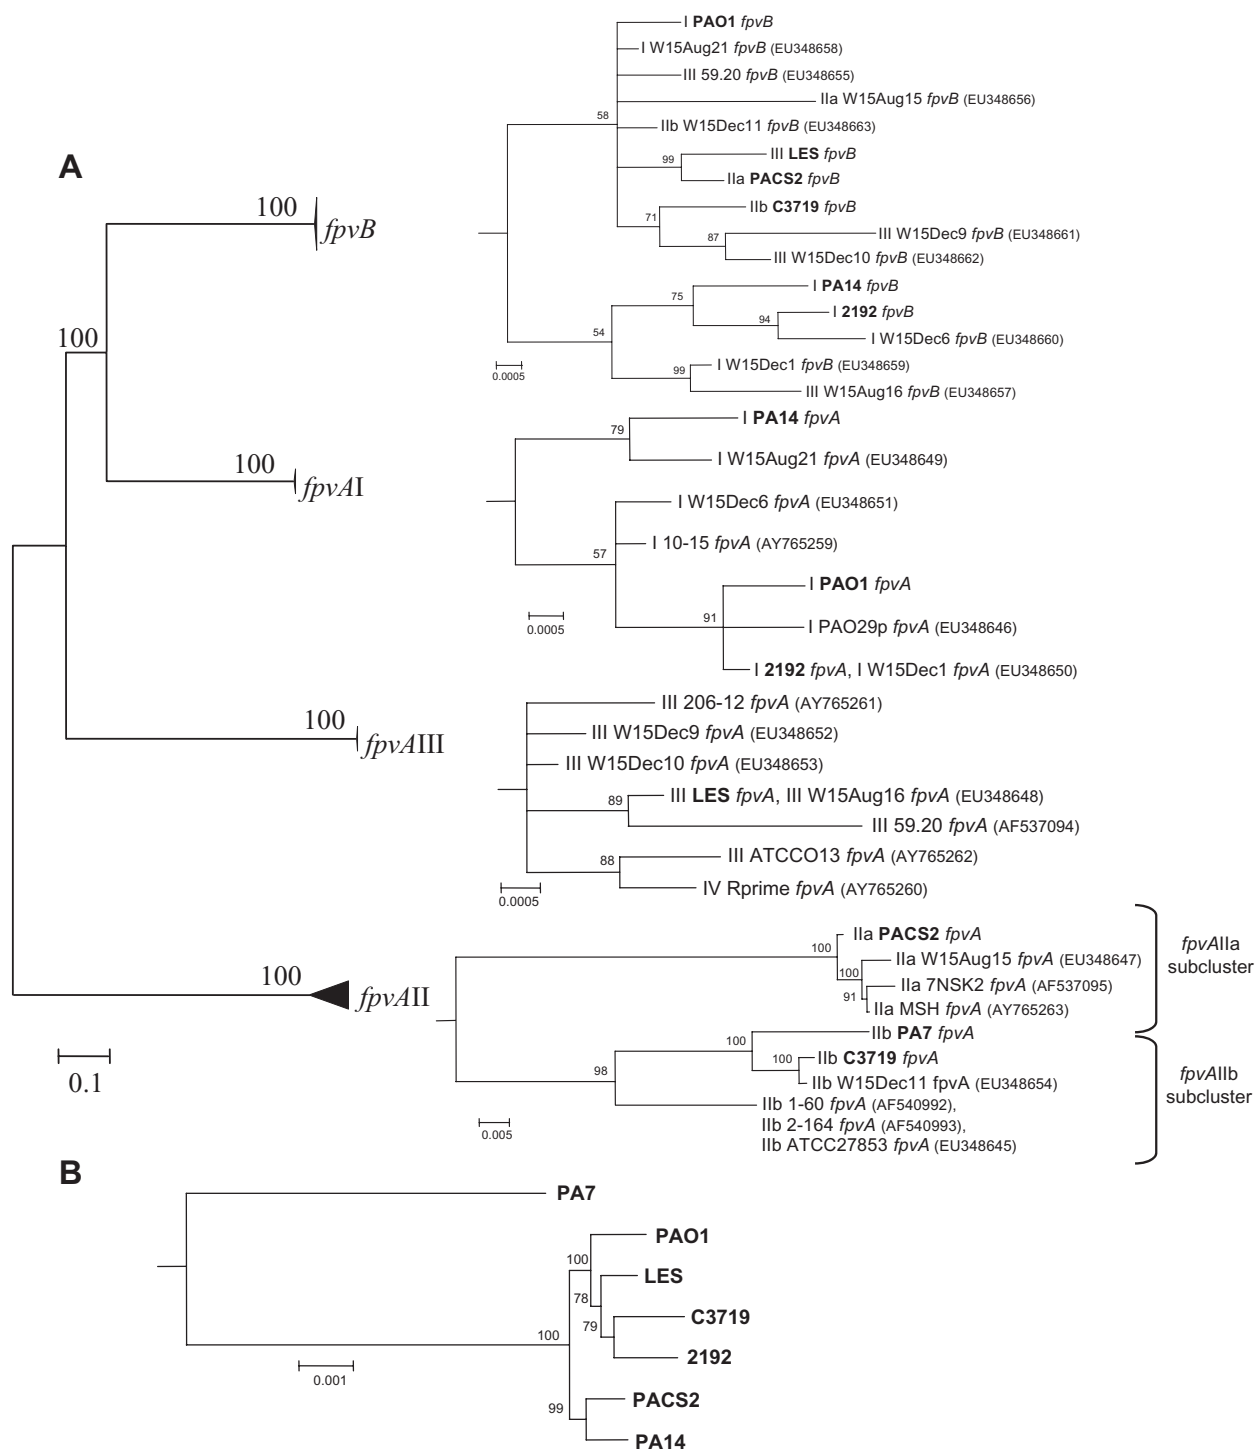 I PAO1 fpvB
I W15Aug21 fpvB (EU348658)
III 59.20 fpvB (EU348655)
IIa W15Aug15 fpvB (EU348656)
58
IIb W15Dec11 fpvB (EU348663)
A
99
III LES fpvB
IIa PACS2 fpvB
100
fpvB
71
IIb C3719 fpvB
87
III W15Dec9 fpvB (EU348661)
III W15Dec10 fpvB (EU348662)
I PA14 fpvB
75
94
I 2192 fpvB
100
54
I W15Dec6 fpvB (EU348660)
0.0005
99
I W15Dec1 fpvB (EU348659)
III W15Aug16 fpvB (EU348657)
79
I PA14 fpvA
I W15Aug21 fpvA (EU348649)
100
fpvAI
I W15Dec6 fpvA (EU348651)
57
I 10-15 fpvA (AY765259)
I PAO1 fpvA
0.0005
91
I PAO29p fpvA (EU348646)
I 2192 fpvA, I W15Dec1 fpvA (EU348650)
III 206-12 fpvA (AY765261)
100
fpvAIII
III W15Dec9 fpvA (EU348652)
III W15Dec10 fpvA (EU348653)
89
III LES fpvA, III W15Aug16 fpvA (EU348648)
III 59.20 fpvA (AF537094)
88
III ATCCO13 fpvA (AY765262)
0.0005
IV Rprime fpvA (AY765260)
IIa PACS2 fpvA
100
fpvAIIa
subcluster
100
IIa W15Aug15 fpvA (EU348647)
91
IIa 7NSK2 fpvA (AF537095)
IIa MSH fpvA (AY765263)
100
fpvAII
IIb PA7 fpvA
100
100
IIb C3719 fpvA
98
IIb W15Dec11 fpvA (EU348654)
fpvAIIb
subcluster
0.1
IIb 1-60 fpvA (AF540992),
IIb 2-164 fpvA (AF540993),
IIb ATCC27853 fpvA (EU348645)
0.005
B
PA7
PAO1
100
LES
78
C3719
79
100
2192
0.001
PACS2
99
PA14